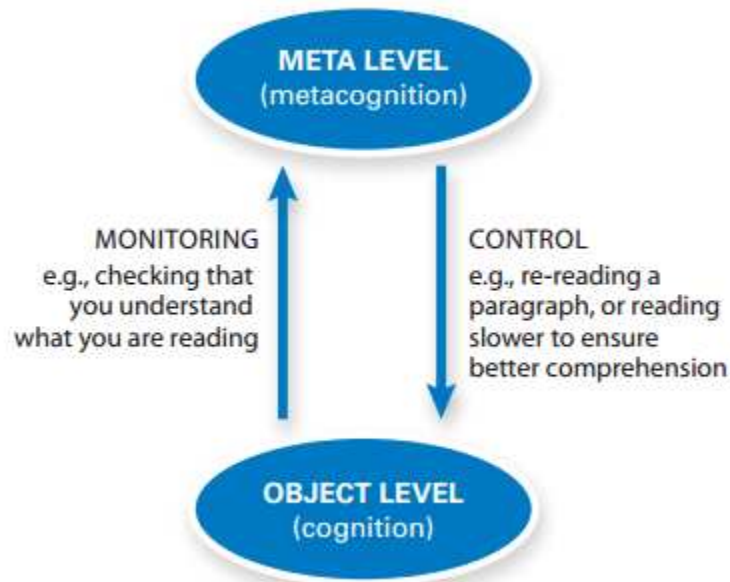 META LEVEL
(metacognition)
MONITORING
e.g., checking that
you understand
what you are reading
CONTROL
e.g., re-reading a
paragraph, or reading
slower to ensure
better comprehension
OBJECT LEVEL
(cognition)